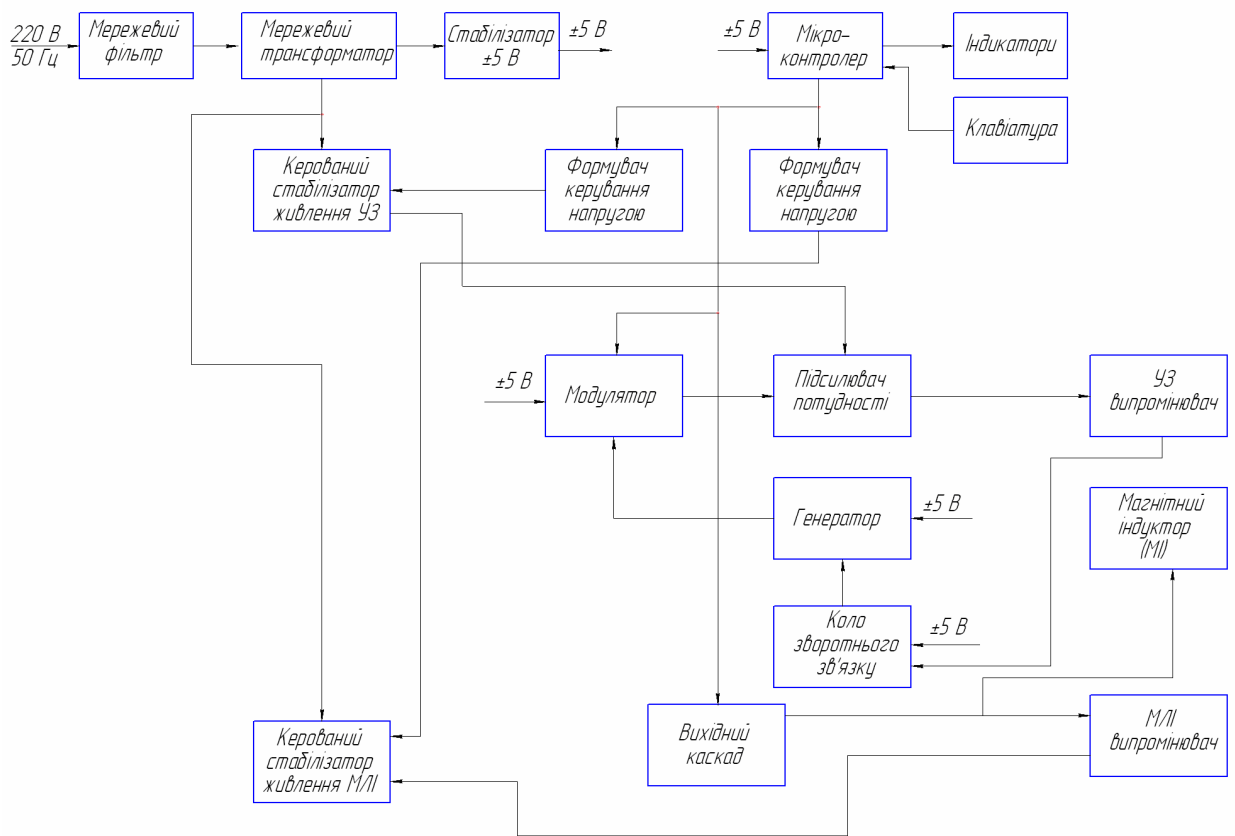 220 В
50 Гц
Мережевий
фільтр
Мережевий
трансформатор
Стабілізатор
±5 В
±5 В
±5 В
Мікро-
контролер
Індикатори
Клавіатура
Керований
стабілізатор
живлення УЗ
Формувач
керування
напругою
Формувач
керування
напругою
±5 В
Модулятор
Підсилювач
потудності
УЗ
випромінювач
Генератор
±5 В
Магнітний
індуктор
(МІ)
Коло
зворотнього
зв'язку
±5 В
Керований
стабілізатор
живлення МЛІ
Вихідний
каскад
МЛІ
випромінювач